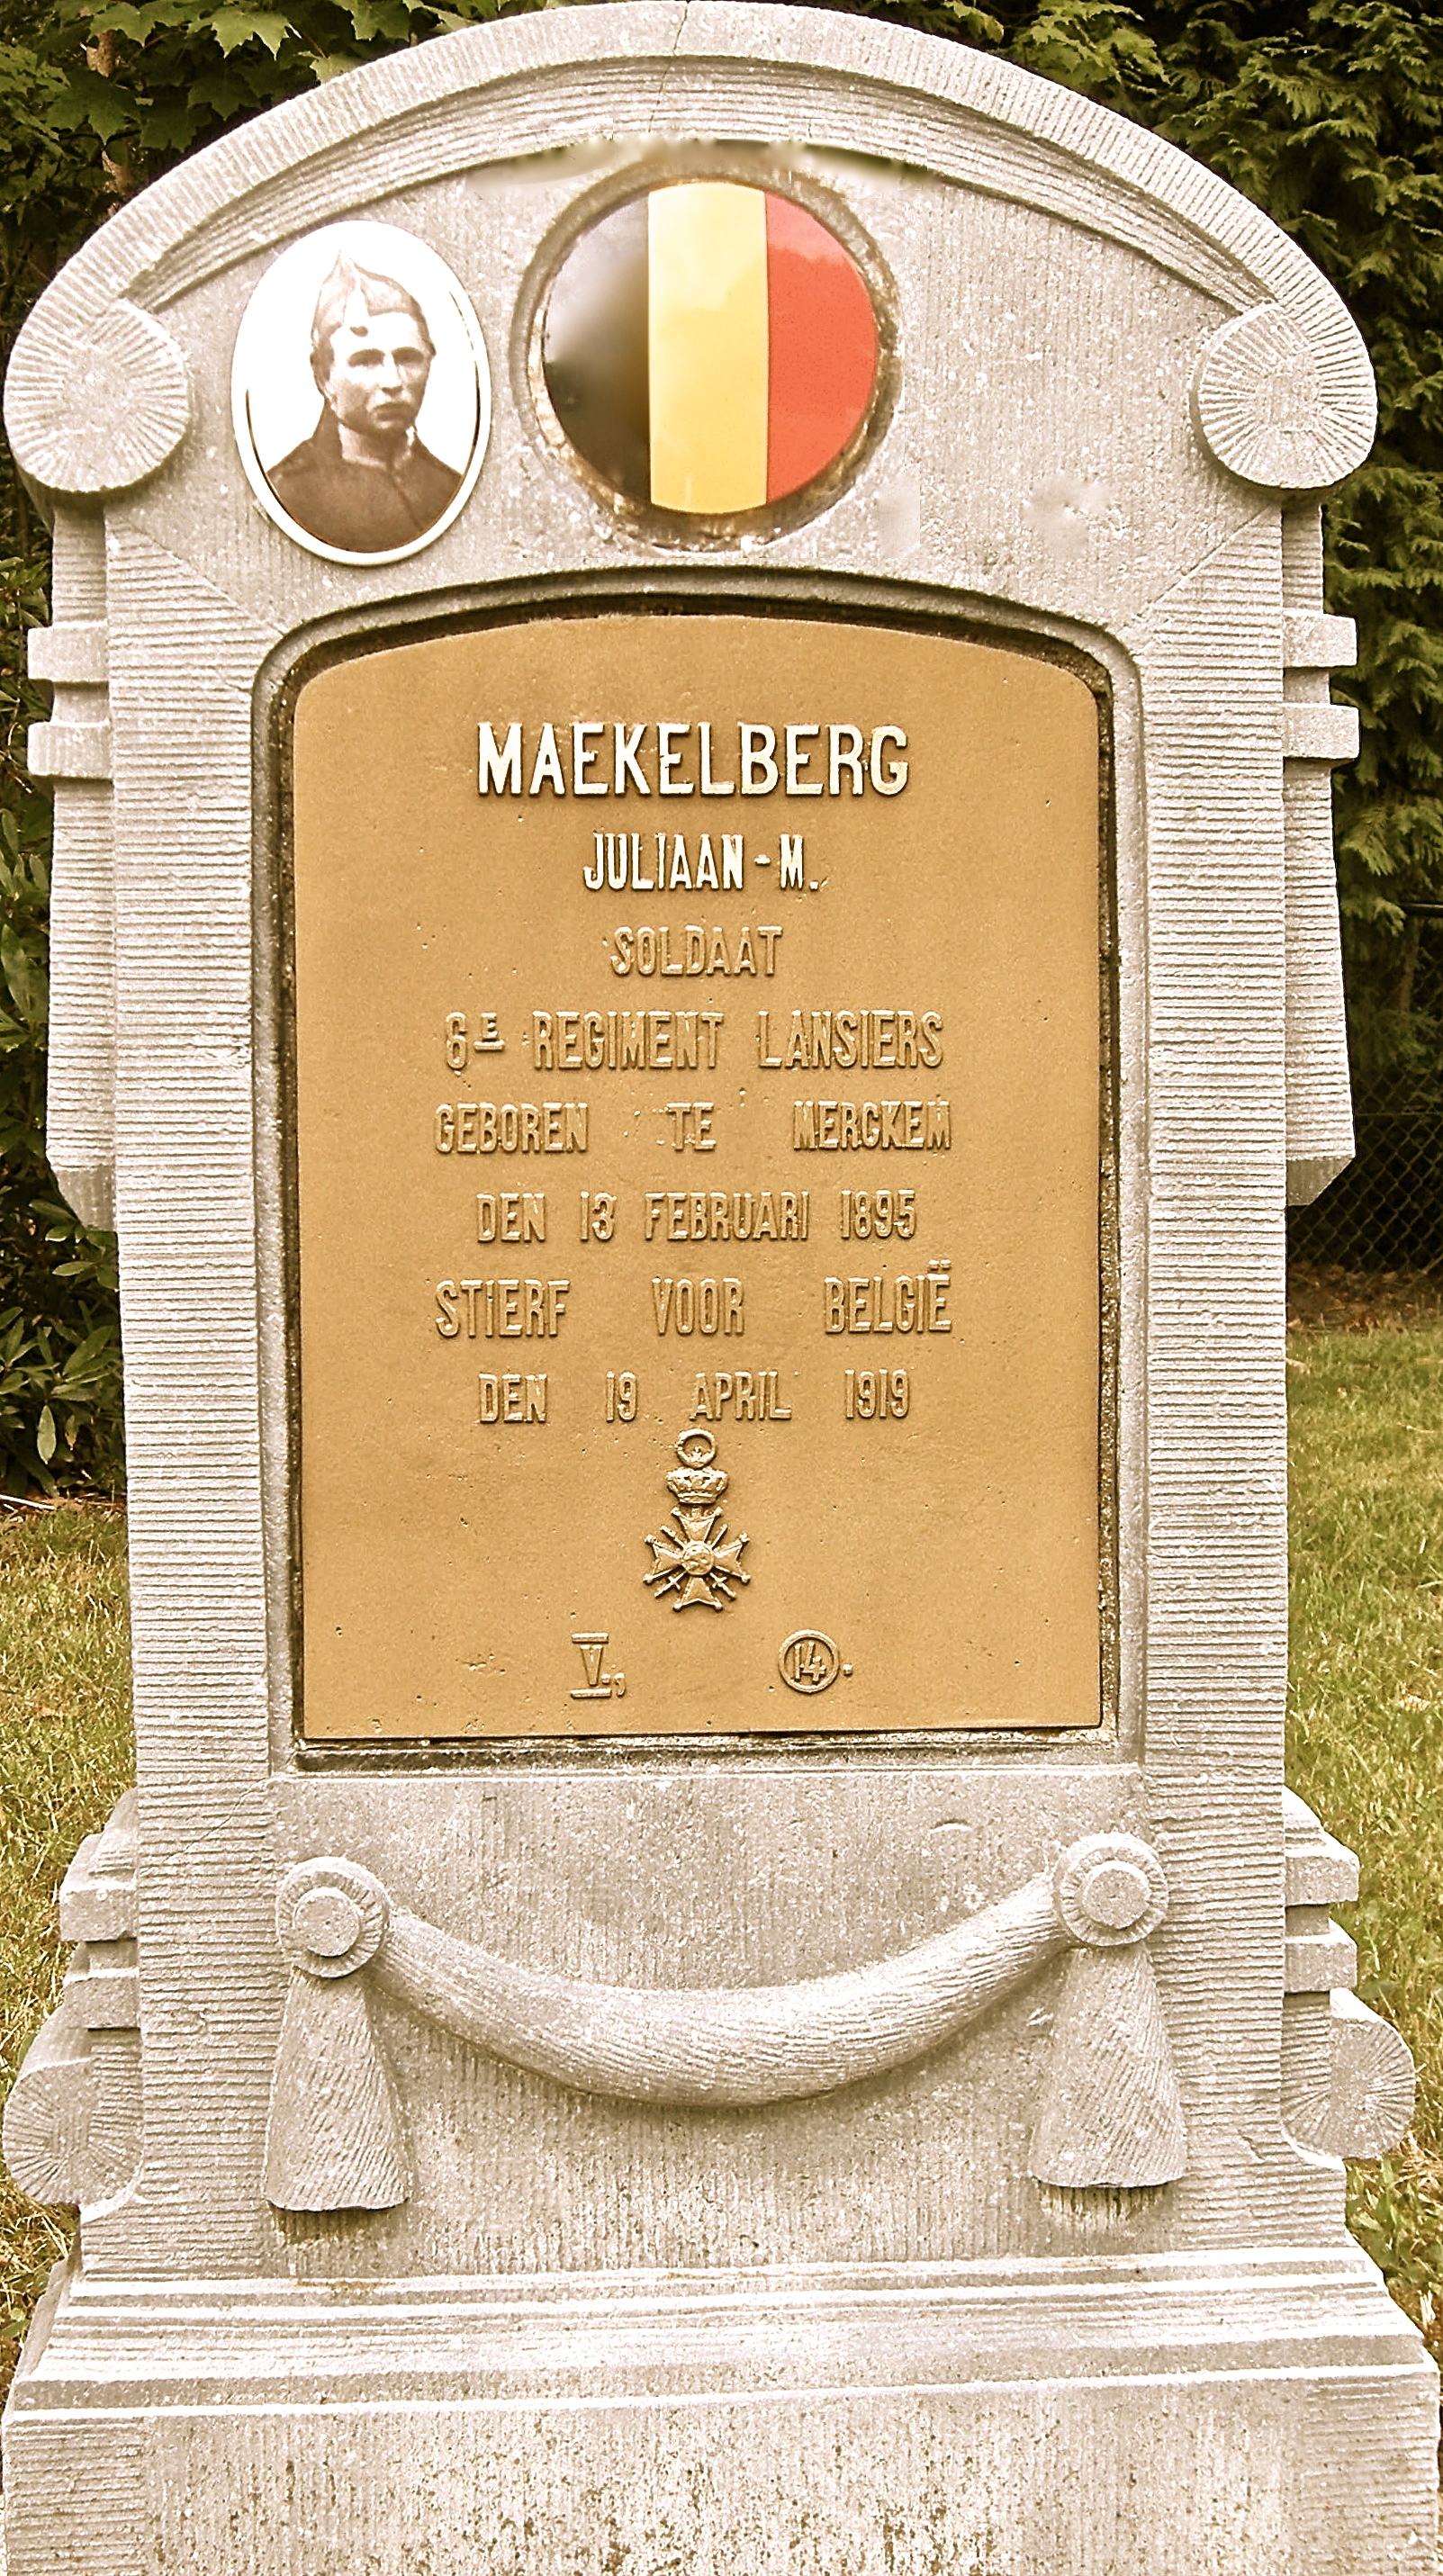 MAEKELBERG
JULIAAN-M.
SOLDAAT
6E REGIMENT LANSIERS
GEBOREN TE MERCKEM
DEN 13 FEBRUARI 1895
STIERF VOOR BELGIË
DEN 19 APRIL 1919
V., 14.